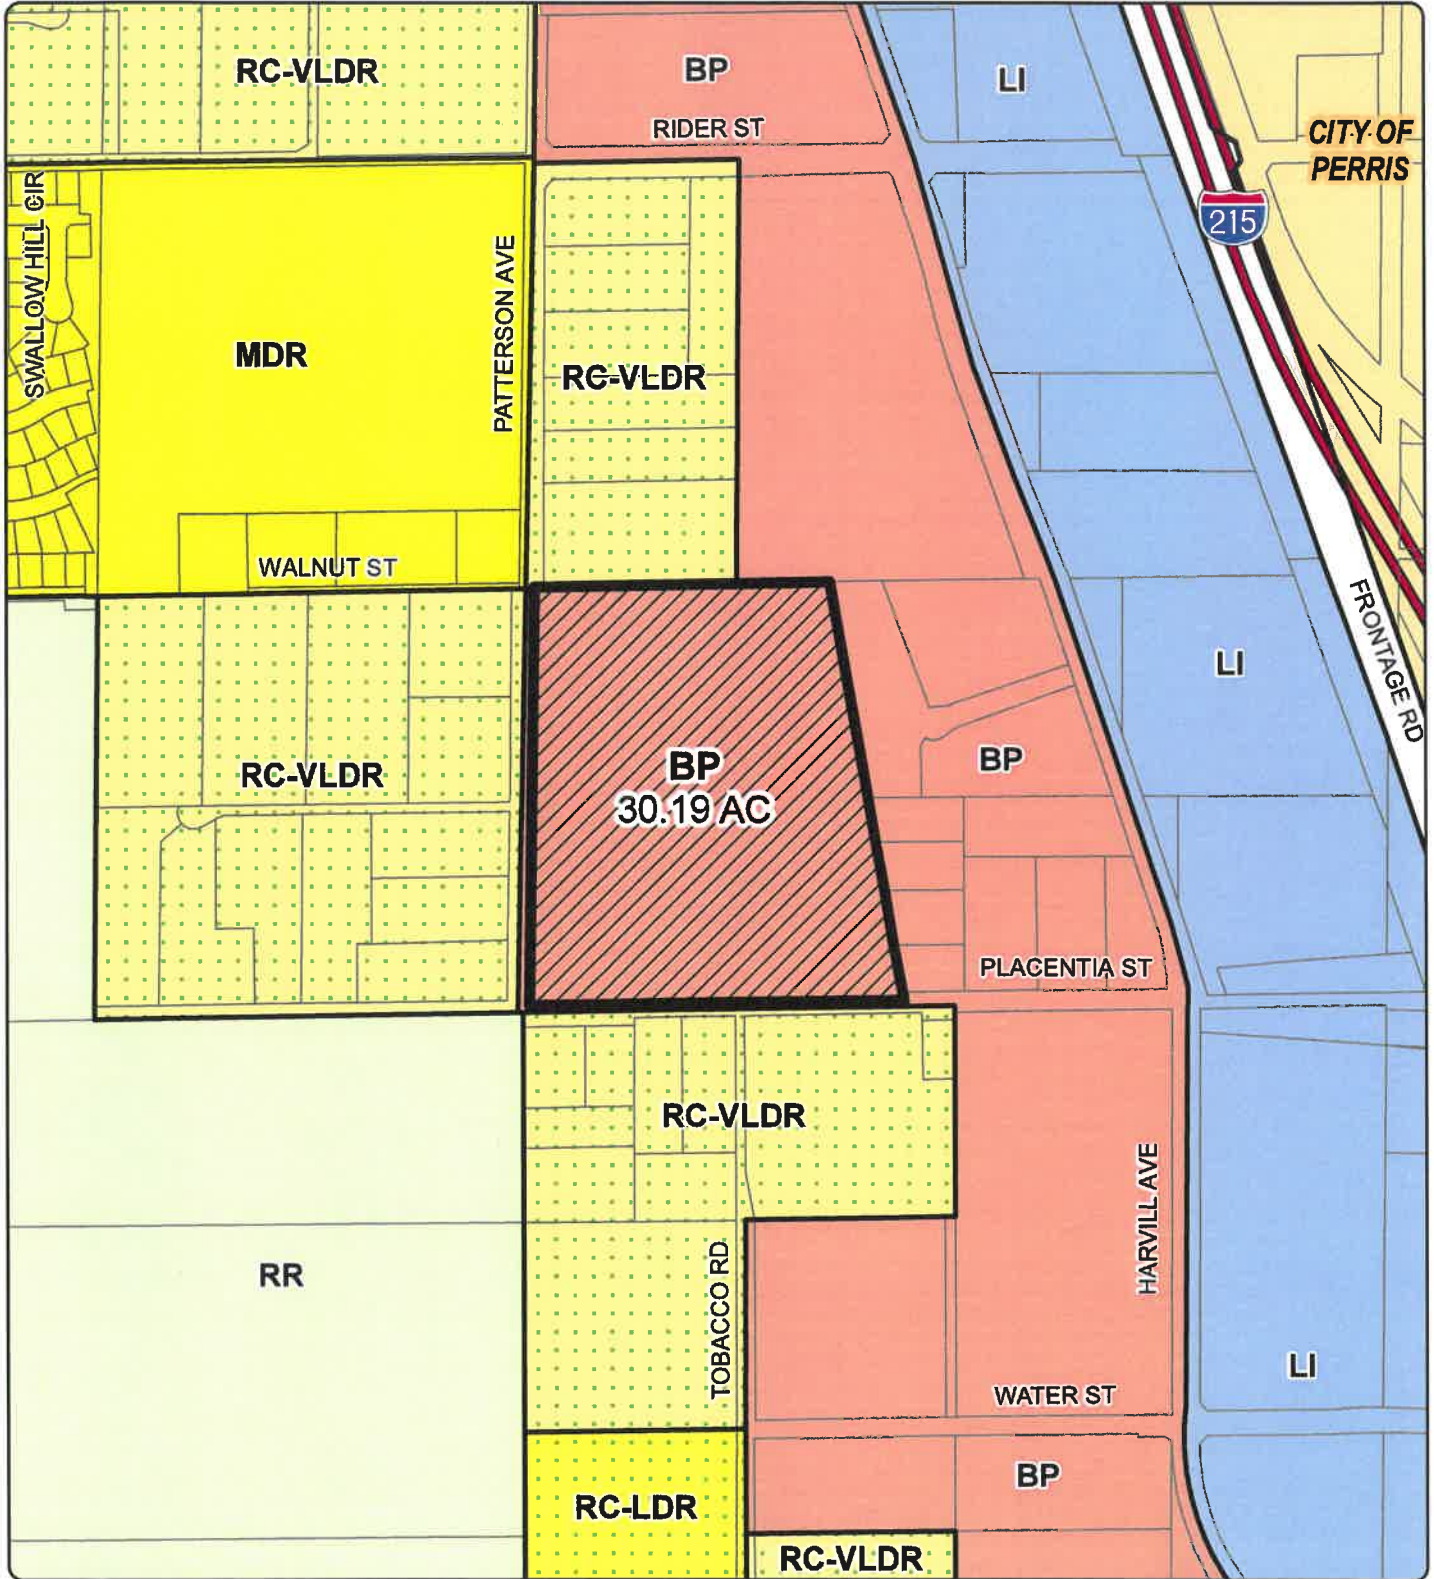 RC-VLDR
BP
LI
RIDER ST
CITY OF
PERRIS
215
SWALLOW HILL CIR
PATTERSON AVE
MDR
RC-VLDR
WALNUT ST
FRONTAGE RD
LI
RC-VLDR
BP
30.19 AC
BP
PLACENTIA ST
RC-VLDR
HARVILL AVE
RR
TOBACCO RD
LI
WATER ST
BP
RC-LDR
RC-VLDR